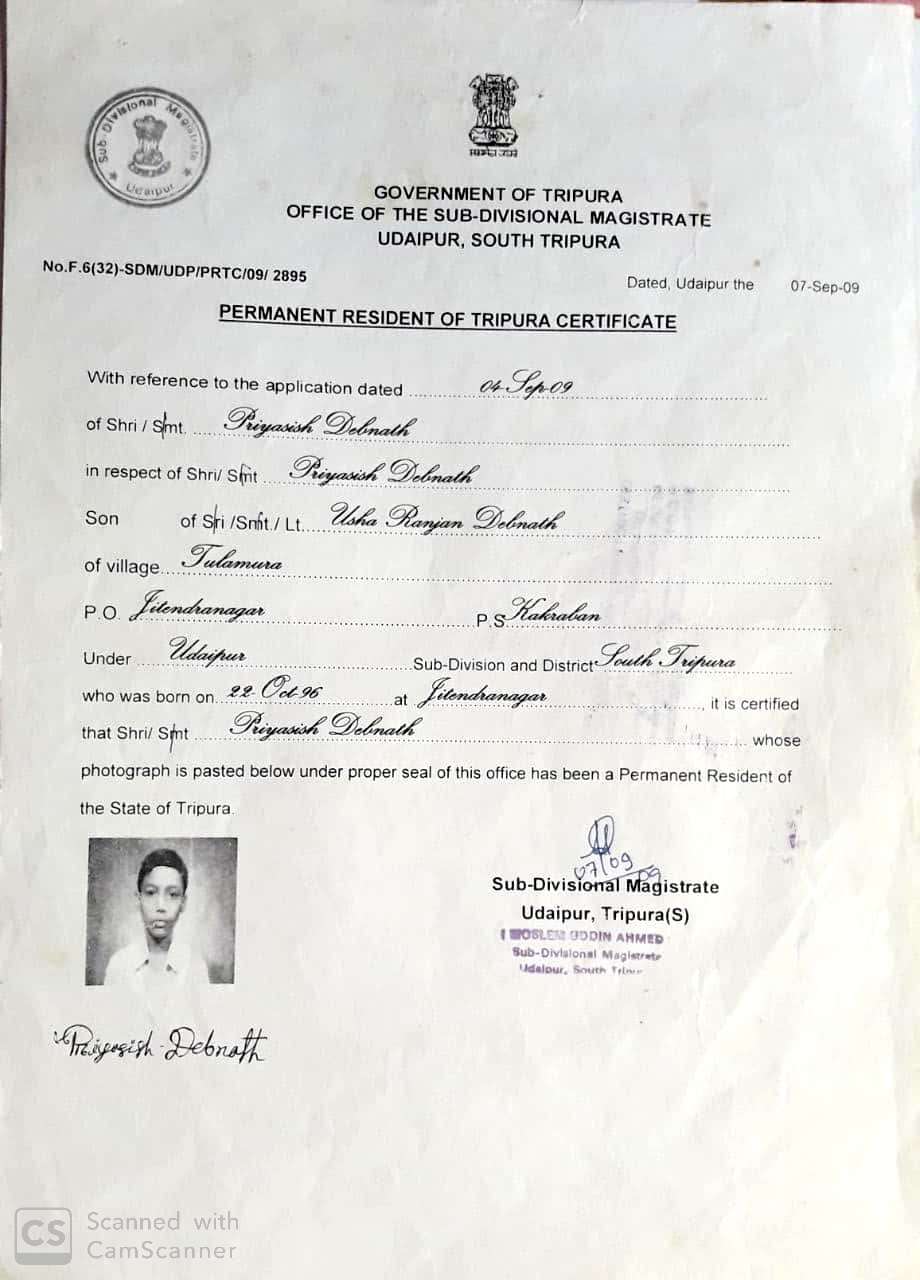 Sub-Divisional Magistrate
★ Udaipur ★
सत्यमेव जयते
GOVERNMENT OF TRIPURA
OFFICE OF THE SUB-DIVISIONAL MAGISTRATE
UDAIPUR, SOUTH TRIPURA
No.F.6(32)-SDM/UDP/PRTC/09/ 2895
Dated, Udaipur the 07-Sep-09
PERMANENT RESIDENT OF TRIPURA CERTIFICATE
With reference to the application dated 04-Sep-09
of Shri / Smt. Priyasish Debnath
in respect of Shri/ Smt Priyasish Debnath
Son of Sri /Smt./ Lt. Usha Ranjan Debnath
of village Tulamura
P.O. Jitendranagar P.S Kakraban
Under Udaipur Sub-Division and District South Tripura
who was born on 22-Oct-96 at Jitendranagar, it is certified
that Shri/ Smt Priyasish Debnath whose
photograph is pasted below under proper seal of this office has been a Permanent Resident of
the State of Tripura.
07/09/09
Sub-Divisional Magistrate
Udaipur, Tripura(S)
MOSLEM UDDIN AHMED
Sub-Divisional Magistrate
Udaipur, South
Priyasish Debnath
CS Scanned with
CamScanner